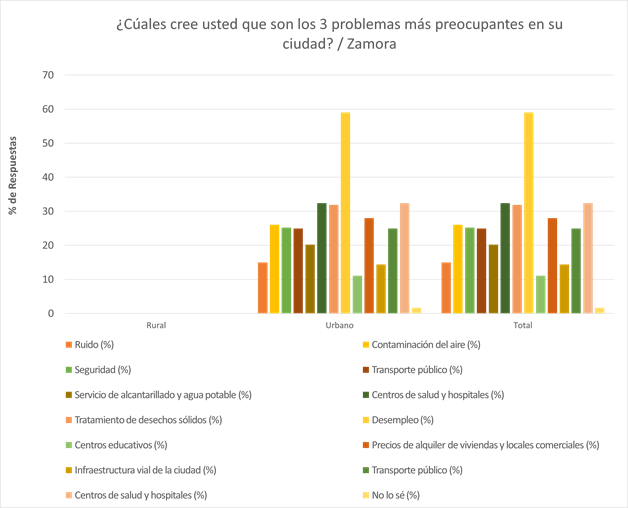 ¿Cúales cree usted que son los 3 problemas más preocupantes en su
ciudad? / Zamora
% de Respuestas
70
60
50
40
30
20
10
0
Rural
Urbano
Total
Ruido (%)
Contaminación del aire (%)
Seguridad (%)
Transporte público (%)
Servicio de alcantarillado y agua potable (%)
Centros de salud y hospitales (%)
Tratamiento de desechos sólidos (%)
Desempleo (%)
Centros educativos (%)
Precios de alquiler de viviendas y locales comerciales (%)
Infraestructura vial de la ciudad (%)
Transporte público (%)
Centros de salud y hospitales (%)
No lo sé (%)